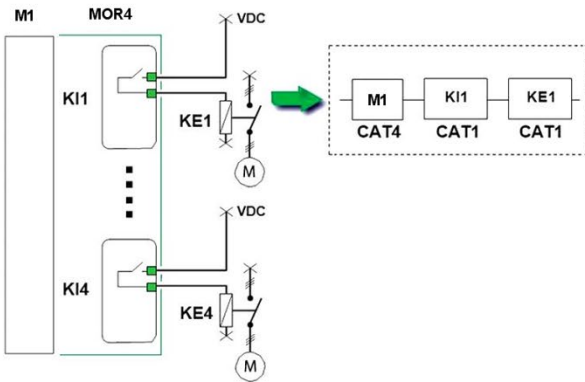 M1 MOR4
VDC
KI1
KE1
M
VDC
KI4
KE4
M
M1 KI1 KE1
CAT4 CAT1 CAT1